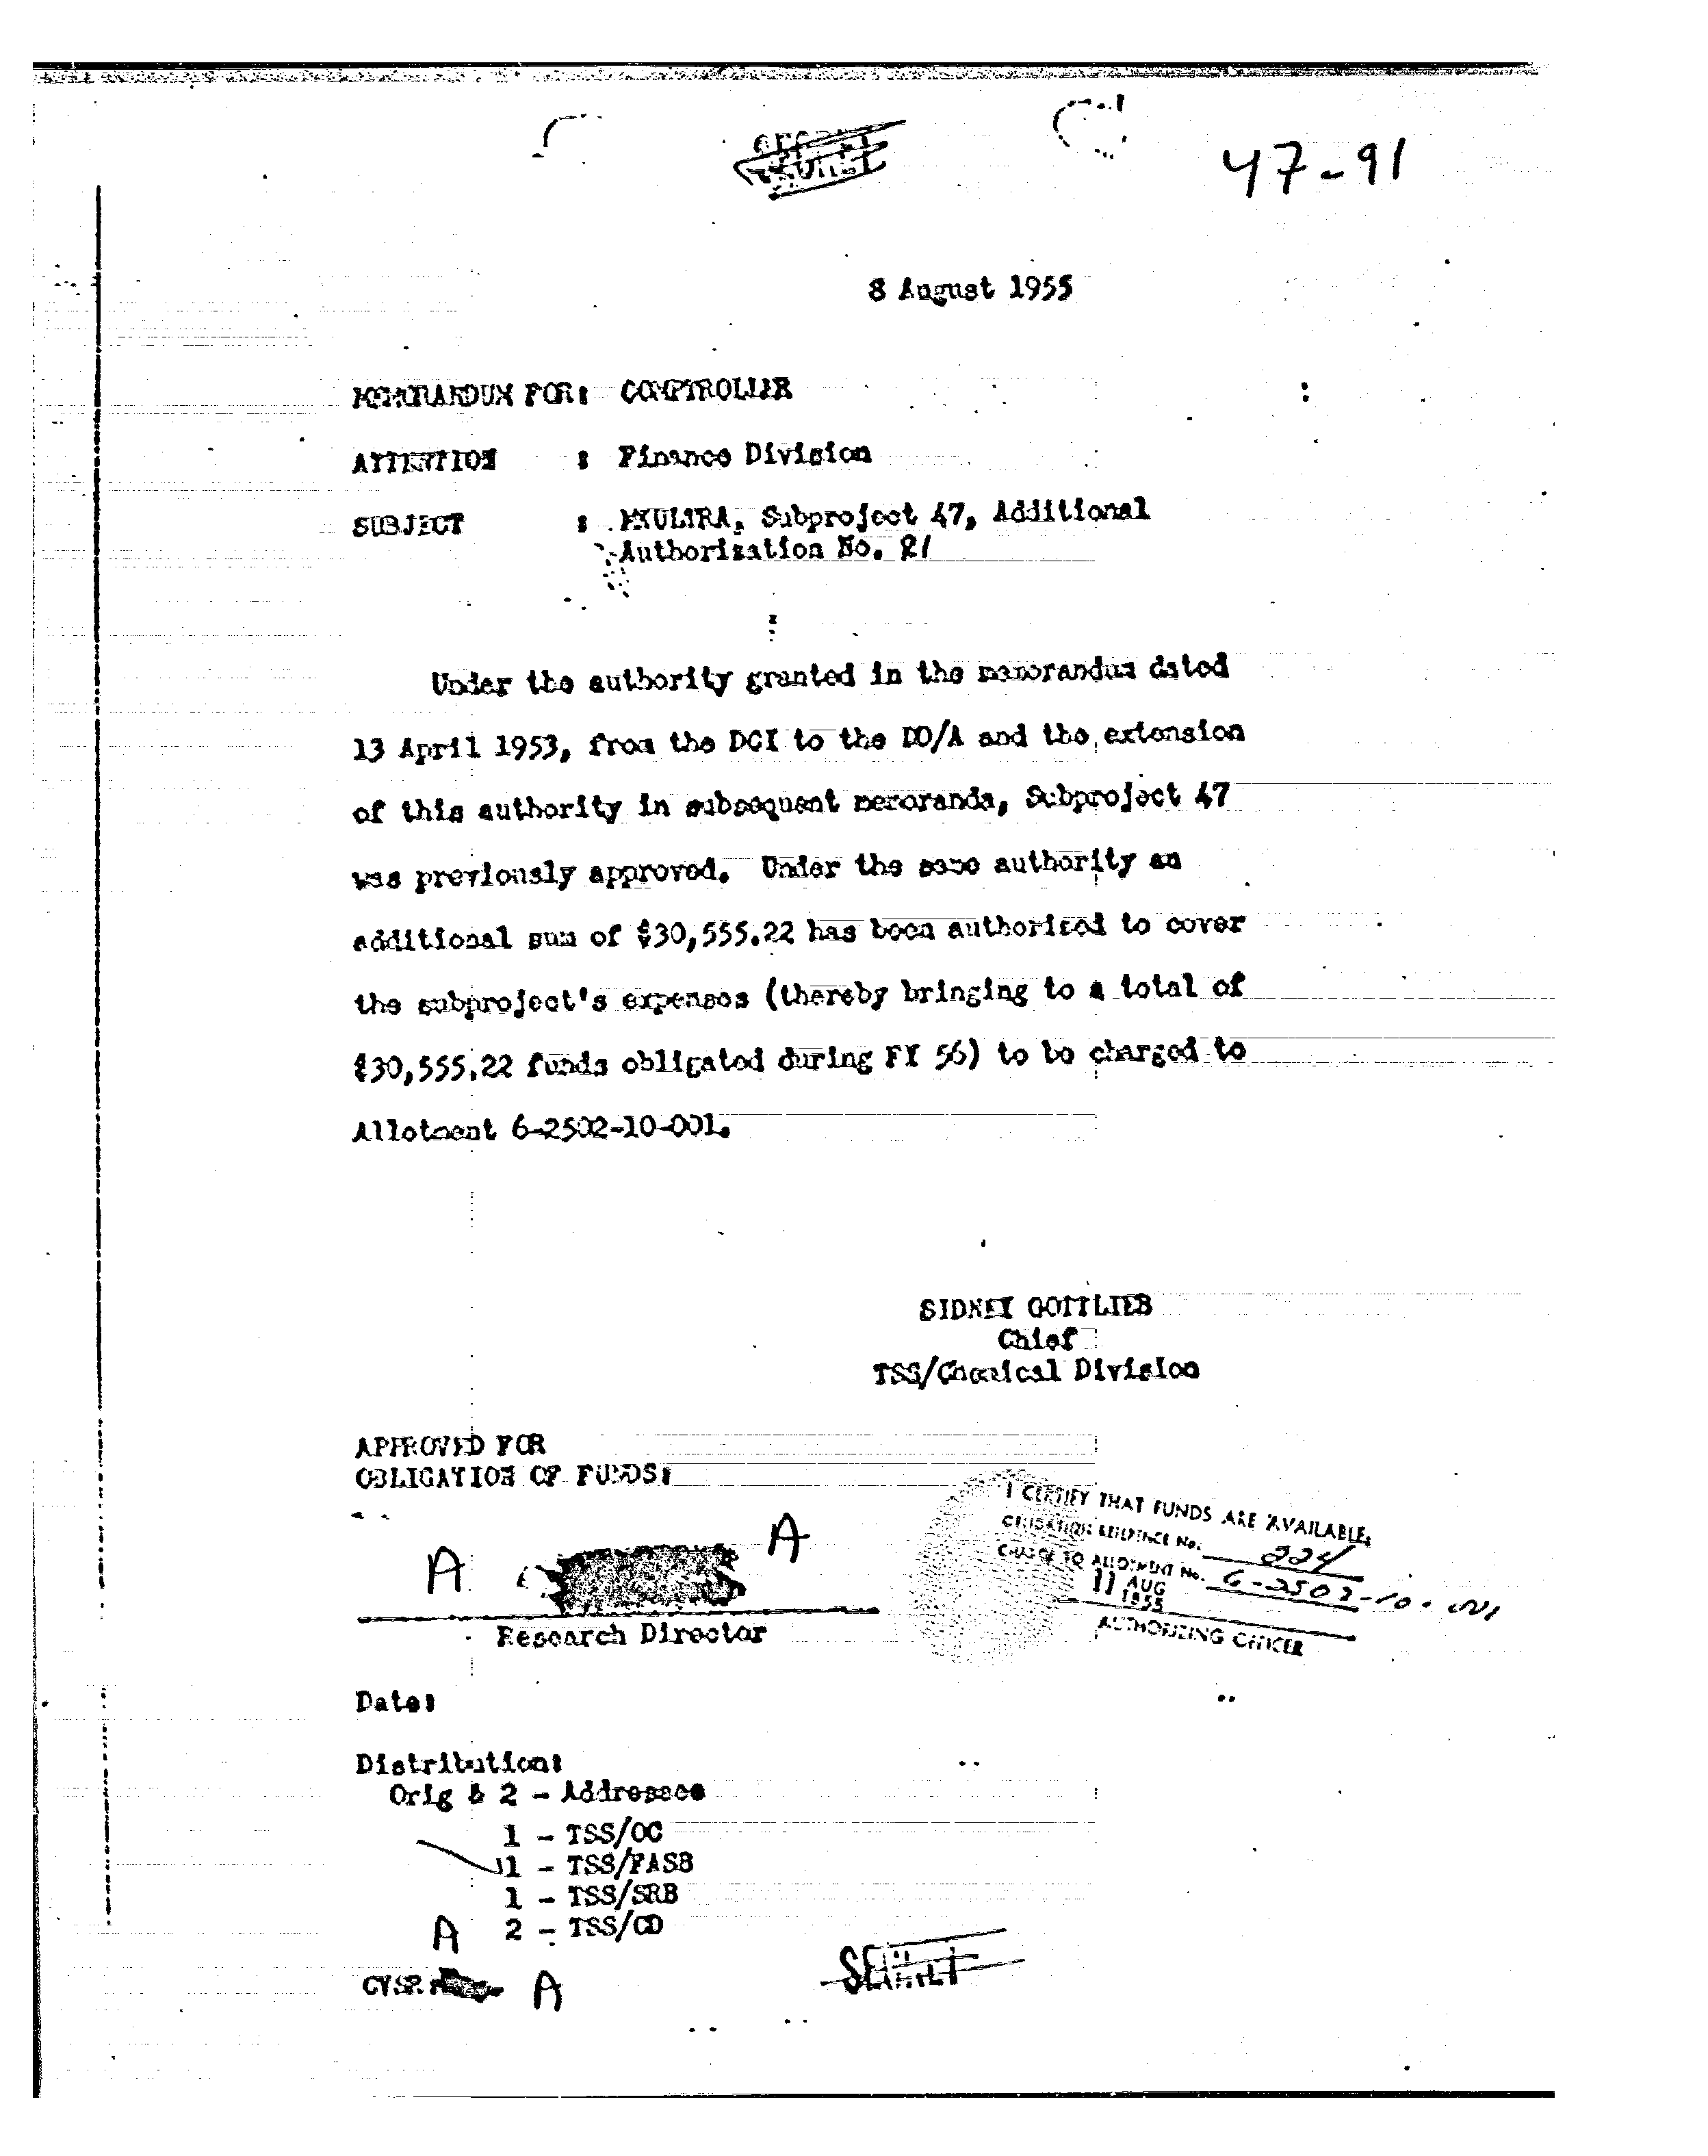 SECRET
47-91
8 August 1955
MEMORANDUM FOR: COMPTROLLER
ATTENTION : Finance Division
SUBJECT : MKULTRA, Subproject 47, Additional
Authorization No. 21
Under the authority granted in the memorandum dated
13 April 1953, from the DCI to the DD/A and the extension
of this authority in subsequent memoranda, Subproject 47
was previously approved. Under the same authority an
additional sum of $30,555.22 has been authorized to cover
the subproject's expenses (thereby bringing to a total of
$30,555.22 funds obligated during FY 56) to be charged to
Allotment 6-2502-10-001.
SIDNEY GOTTLIEB
Chief
TSS/Chemical Division
APPROVED FOR
OBLIGATION OF FUNDS:
I CERTIFY THAT FUNDS ARE AVAILABLE.
OBLIGATION REFERENCE No. 224
CHARGE TO ALLOTMENT No. 6-2502-10-001
11 AUG
1955
AUTHORIZING OFFICER
A A
Research Director
Date:
Distribution:
Orig & 2 - Addressee
1 - TSS/OC
1 - TSS/FASB
1 - TSS/SRB
A 2 - TSS/CD
A
SECRET